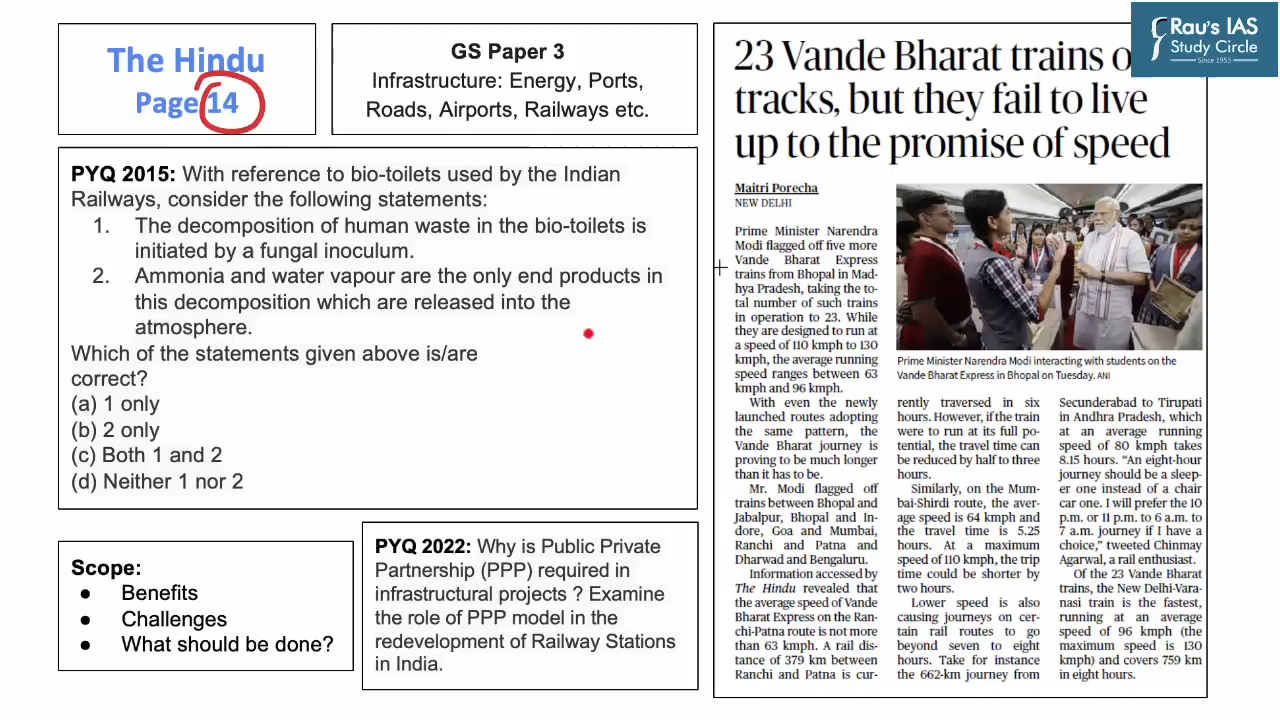 The Hindu
Page 14
GS Paper 3
Infrastructure: Energy, Ports,
Roads, Airports, Railways etc.
PYQ 2015: With reference to bio-toilets used by the Indian
Railways, consider the following statements:
1. The decomposition of human waste in the bio-toilets is
initiated by a fungal inoculum.
2. Ammonia and water vapour are the only end products in
this decomposition which are released into the
atmosphere.
Which of the statements given above is/are
correct?
(a) 1 only
(b) 2 only
(c) Both 1 and 2
(d) Neither 1 nor 2
Scope:
● Benefits
● Challenges
● What should be done?
PYQ 2022: Why is Public Private
Partnership (PPP) required in
infrastructural projects ? Examine
the role of PPP model in the
redevelopment of Railway Stations
in India.
Rau's IAS
Study Circle
Since 1953
23 Vande Bharat trains
tracks, but they fail to live
up to the promise of speed
Maitri Porecha
NEW DELHI
Prime Minister Narendra
Modi flagged off five more
Vande Bharat Express
trains from Bhopal in Mad-
hya Pradesh, taking the to-
tal number of such trains
in operation to 23. While
they are designed to run at
a speed of 110 kmph to 130
kmph, the average running
speed ranges between 63
kmph and 96 kmph.
With even the newly
launched routes adopting
the same pattern, the
Vande Bharat journey is
proving to be much longer
than it has to be.
Mr. Modi flagged off
trains between Bhopal and
Jabalpur, Bhopal and In-
dore, Goa and Mumbai,
Ranchi and Patna and
Dharwad and Bengaluru.
Information accessed by
The Hindu revealed that
the average speed of Vande
Bharat Express on the Ran-
chi-Patna route is not more
than 63 kmph. A rail dis-
tance of 379 km between
Ranchi and Patna is cur-
Prime Minister Narendra Modi interacting with students on the
Vande Bharat Express in Bhopal on Tuesday. ANI
rently traversed in six
hours. However, if the train
were to run at its full po-
tential, the travel time can
be reduced by half to three
hours.
Similarly, on the Mum-
bai-Shirdi route, the aver-
age speed is 64 kmph and
the travel time is 5.25
hours. At a maximum
speed of 110 kmph, the trip
time could be shorter by
two hours.
Lower speed is also
causing journeys on cer-
tain rail routes to go
beyond seven to eight
hours. Take for instance
the 662-km journey from
Secunderabad to Tirupati
in Andhra Pradesh, which
at an average running
speed of 80 kmph takes
8.15 hours. “An eight-hour
journey should be a sleep-
er one instead of a chair
car one. I will prefer the 10
p.m. or 11 p.m. to 6 a.m. to
7 a.m. journey if I have a
choice,” tweeted Chinmay
Agarwal, a rail enthusiast.
Of the 23 Vande Bharat
trains, the New Delhi-Vara-
nasi train is the fastest,
running at an average
speed of 96 kmph (the
maximum speed is 130
kmph) and covers 759 km
in eight hours.